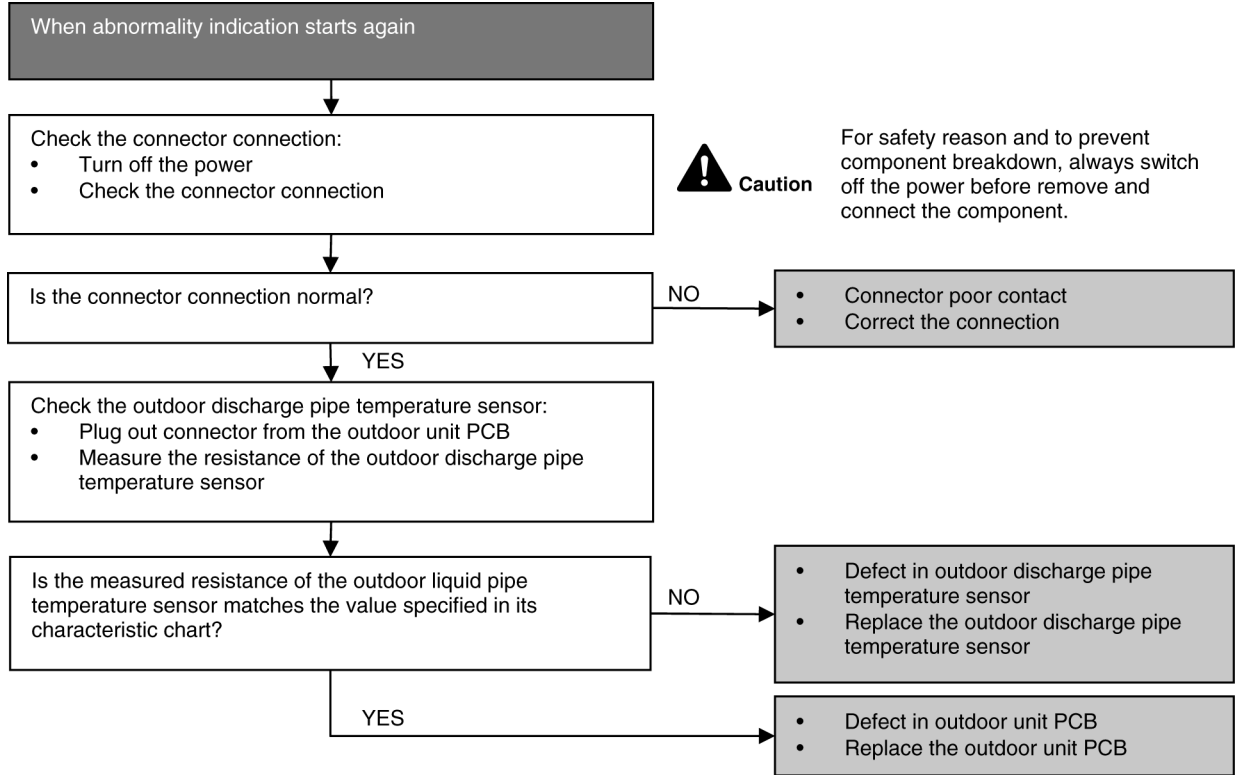 When abnormality indication starts again
Check the connector connection:
• Turn off the power
• Check the connector connection
Caution
For safety reason and to prevent
component breakdown, always switch
off the power before remove and
connect the component.
Is the connector connection normal?
NO
• Connector poor contact
• Correct the connection
YES
Check the outdoor discharge pipe temperature sensor:
• Plug out connector from the outdoor unit PCB
• Measure the resistance of the outdoor discharge pipe
temperature sensor
Is the measured resistance of the outdoor liquid pipe
temperature sensor matches the value specified in its
characteristic chart?
NO
• Defect in outdoor discharge pipe
temperature sensor
• Replace the outdoor discharge pipe
temperature sensor
YES
• Defect in outdoor unit PCB
• Replace the outdoor unit PCB